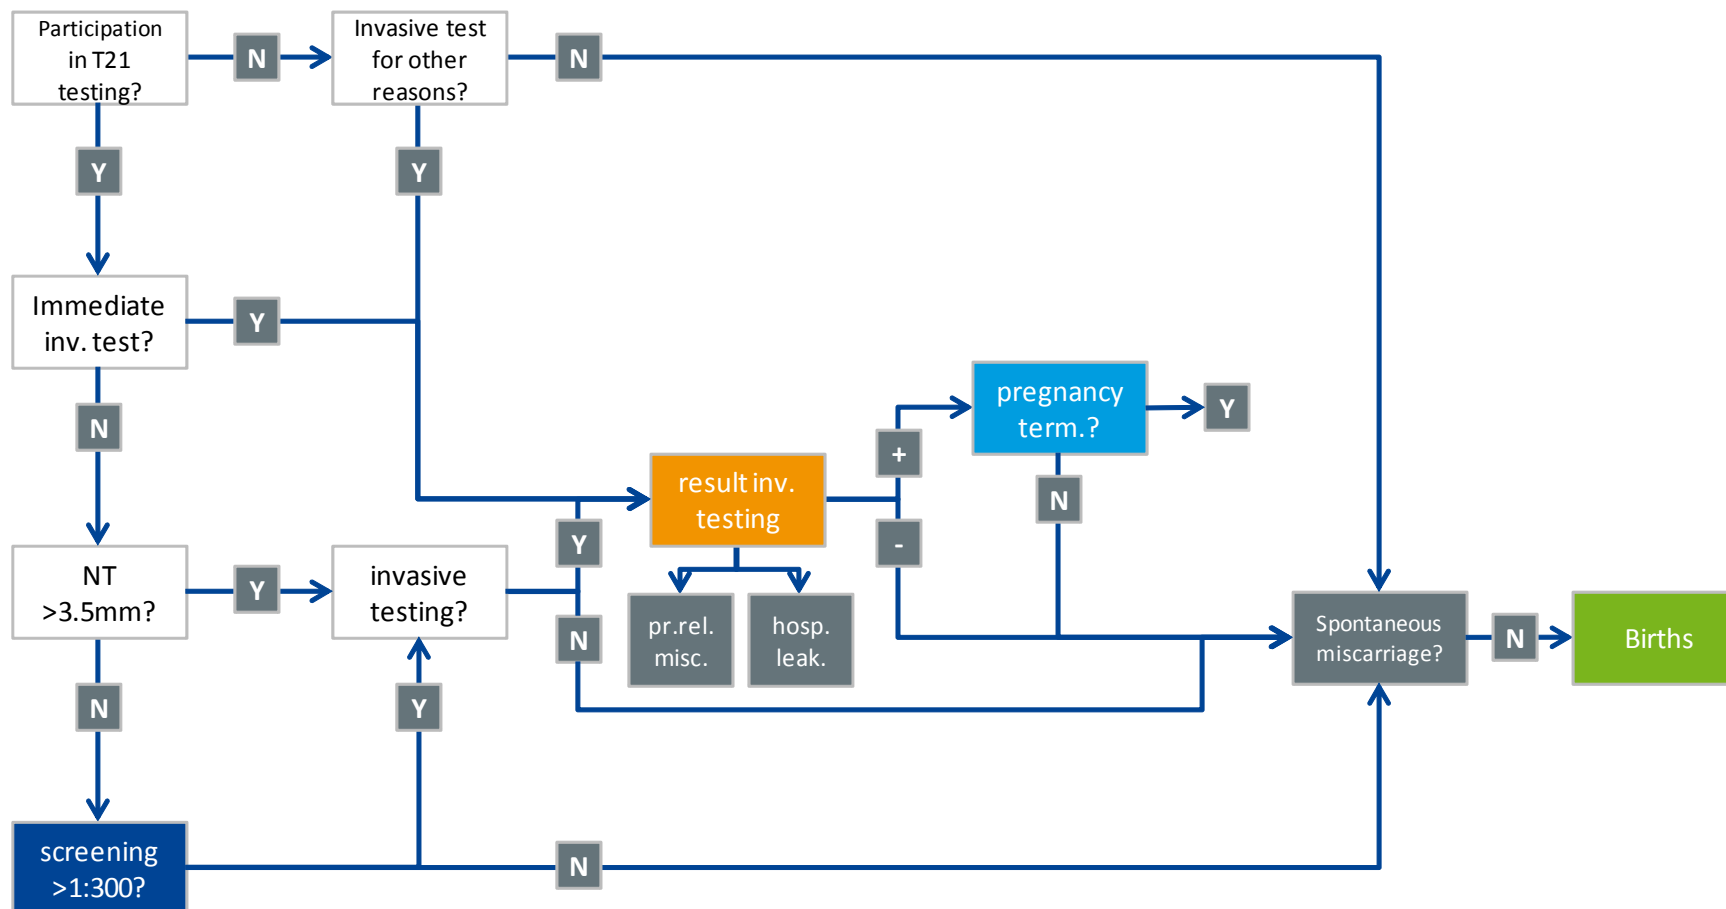 Participation
in T21
testing?
N
Invasive test
for other
reasons?
N
Y
Y
Immediate
inv. test?
Y
N
pregnancy
term.?
Y
+
result inv.
testing
N
-
Y
NT
>3.5mm?
Y
invasive
testing?
N
pr.rel.
misc.
hosp.
leak.
Spontaneous
miscarriage?
N
Births
N
Y
screening
>1:300?
N